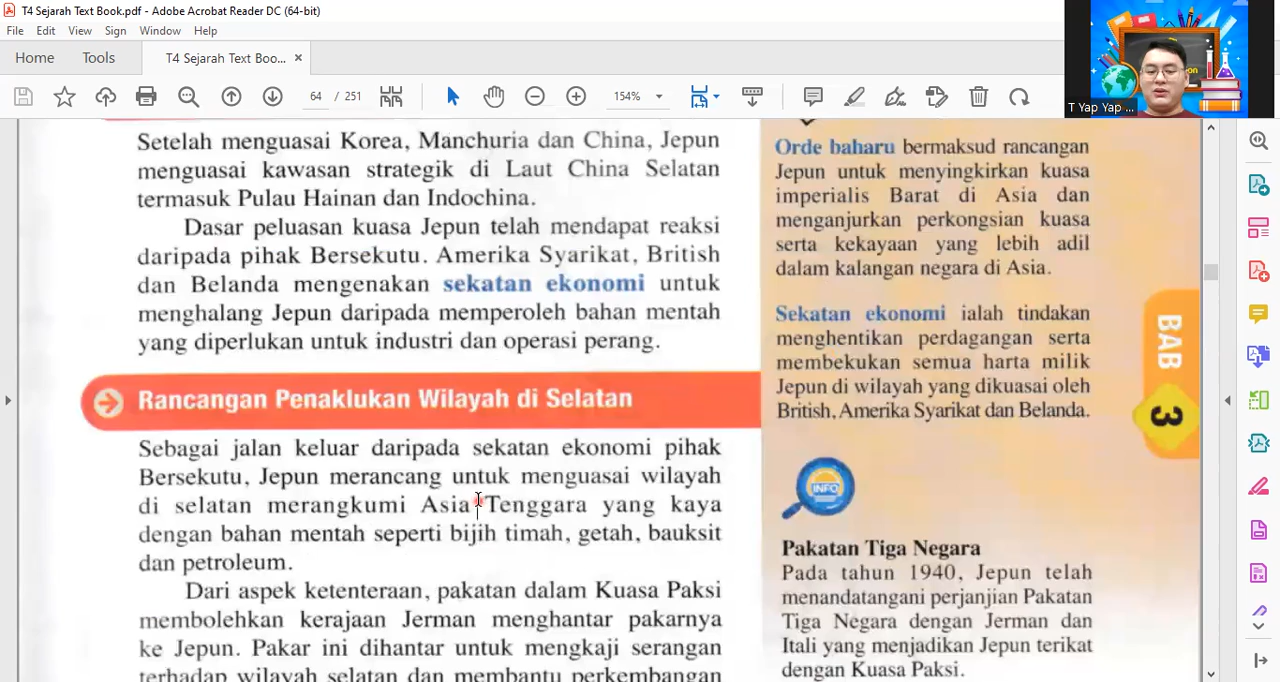 T4 Sejarah Text Book.pdf - Adobe Acrobat Reader DC (64-bit)
File Edit View Sign Window Help
Home Tools T4 Sejarah Text Boo... ×
64 / 251 154%
T Yap Yap ...
Setelah menguasai Korea, Manchuria dan China, Jepun
menguasai kawasan strategik di Laut China Selatan
termasuk Pulau Hainan dan Indochina.
Dasar peluasan kuasa Jepun telah mendapat reaksi
daripada pihak Bersekutu. Amerika Syarikat, British
dan Belanda mengenakan sekatan ekonomi untuk
menghalang Jepun daripada memperoleh bahan mentah
yang diperlukan untuk industri dan operasi perang.
Rancangan Penaklukan Wilayah di Selatan
Sebagai jalan keluar daripada sekatan ekonomi pihak
Bersekutu, Jepun merancang untuk menguasai wilayah
di selatan merangkumi Asia Tenggara yang kaya
dengan bahan mentah seperti bijih timah, getah, bauksit
dan petroleum.
Dari aspek ketenteraan, pakatan dalam Kuasa Paksi
membolehkan kerajaan Jerman menghantar pakarnya
ke Jepun. Pakar ini dihantar untuk mengkaji serangan
terhadap wilayah selatan dan membantu perkembangan
Orde baharu bermaksud rancangan
Jepun untuk menyingkirkan kuasa
imperialis Barat di Asia dan
menganjurkan perkongsian kuasa
serta kekayaan yang lebih adil
dalam kalangan negara di Asia.
Sekatan ekonomi ialah tindakan
menghentikan perdagangan serta
membekukan semua harta milik
Jepun di wilayah yang dikuasai oleh
British, Amerika Syarikat dan Belanda.
INFO
Pakatan Tiga Negara
Pada tahun 1940, Jepun telah
menandatangani perjanjian Pakatan
Tiga Negara dengan Jerman dan
Itali yang menjadikan Jepun terikat
dengan Kuasa Paksi.
BAB
3